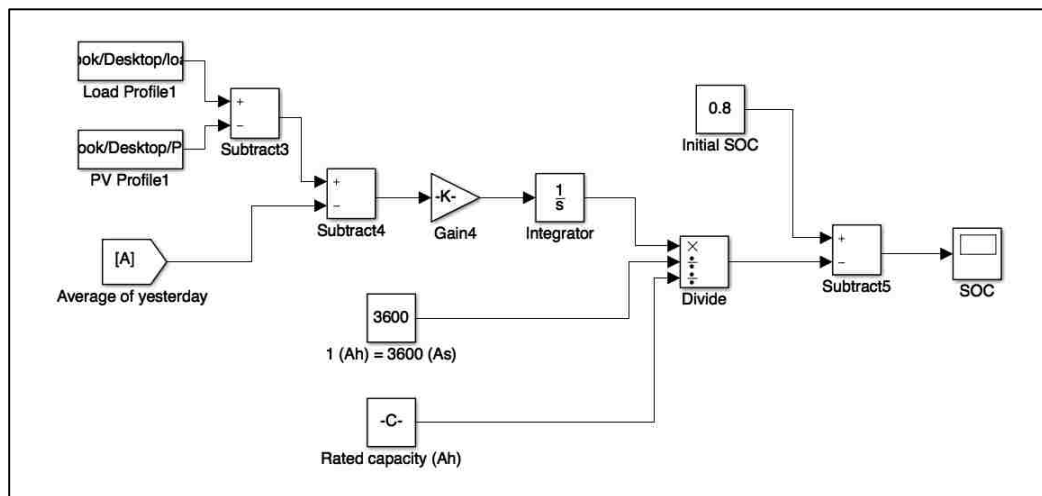 ook/Desktop/loa
Load Profile1
+
−
Subtract3
ook/Desktop/P
PV Profile1
+
−
Subtract4
[A]
Average of yesterday
-K-
Gain4
1
s
Integrator
3600
1 (Ah) = 3600 (As)
-C-
Rated capacity (Ah)
×
÷
÷
Divide
0.8
Initial SOC
+
−
Subtract5
SOC